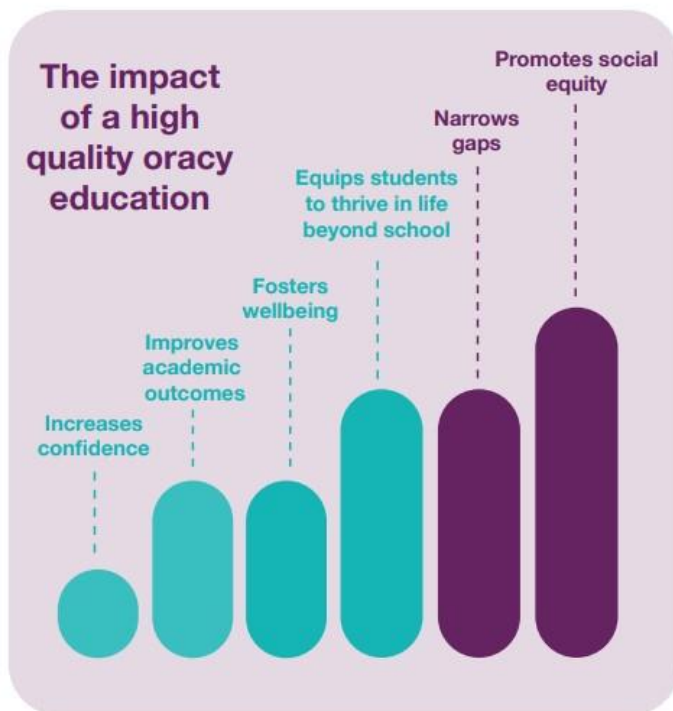 The impact
of a high
quality oracy
education
Increases
confidence
Improves
academic
outcomes
Fosters
wellbeing
Equips students
to thrive in life
beyond school
Narrows
gaps
Promotes social
equity